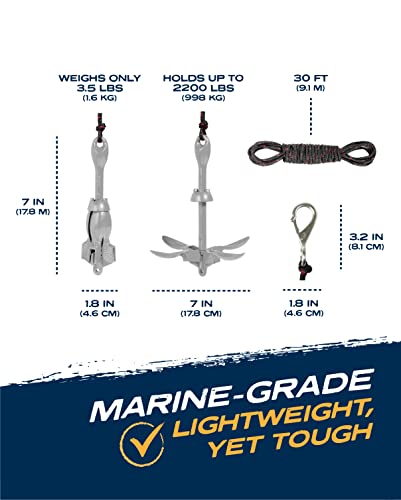 WEIGHS ONLY
3.5 LBS
(1.6 KG)
HOLDS UP TO
2200 LBS
(998 KG)
30 FT
(9.1 M)
7 IN
(17.8 M)
3.2 IN
(8.1 CM)
1.8 IN
(4.6 CM)
7 IN
(17.8 CM)
1.8 IN
(4.6 CM)
MARINE-GRADE
LIGHTWEIGHT,
YET TOUGH